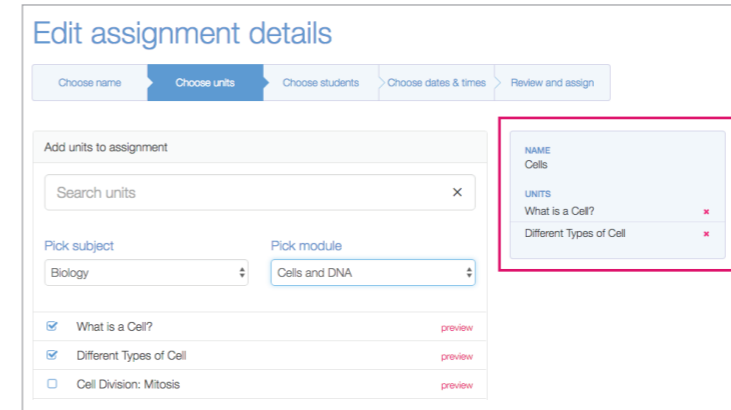 Edit assignment details
Choose name
Choose units
Choose students
Choose dates & times
Review and assign
Add units to assignment
Search units
Pick subject
Pick module
Biology
Cells and DNA
What is a Cell?
preview
Different Types of Cell
preview
Cell Division: Mitosis
preview
NAME
Cells
UNITS
What is a Cell?
Different Types of Cell